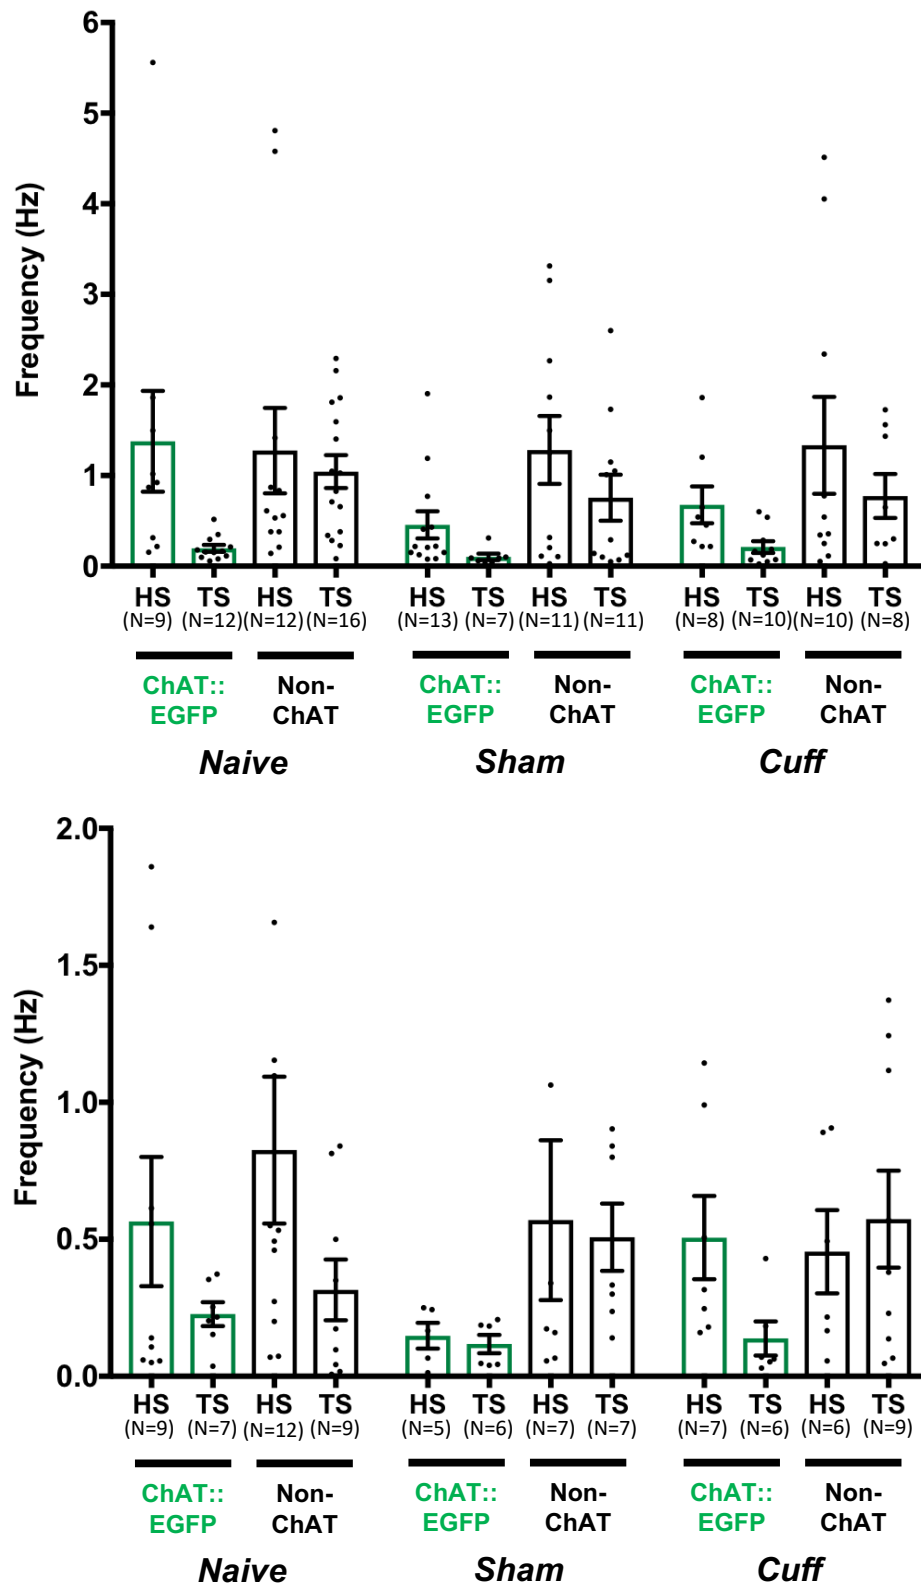 6
5
4
3
2
1
0
Frequency (Hz)
HS TS HS TS HS TS HS TS HS TS HS TS
(N=9) (N=12) (N=12) (N=16) (N=13) (N=7) (N=11) (N=11) (N=8) (N=10) (N=10) (N=8)
ChAT:: Non- ChAT:: Non- ChAT:: Non-
EGFP ChAT EGFP ChAT EGFP ChAT
Naive Sham Cuff
2.0
1.5
1.0
0.5
0.0
Frequency (Hz)
HS TS HS TS HS TS HS TS HS TS HS TS
(N=9) (N=7) (N=12) (N=9) (N=5) (N=6) (N=7) (N=7) (N=7) (N=6) (N=6) (N=9)
ChAT:: Non- ChAT:: Non- ChAT:: Non-
EGFP ChAT EGFP ChAT EGFP ChAT
Naive Sham Cuff